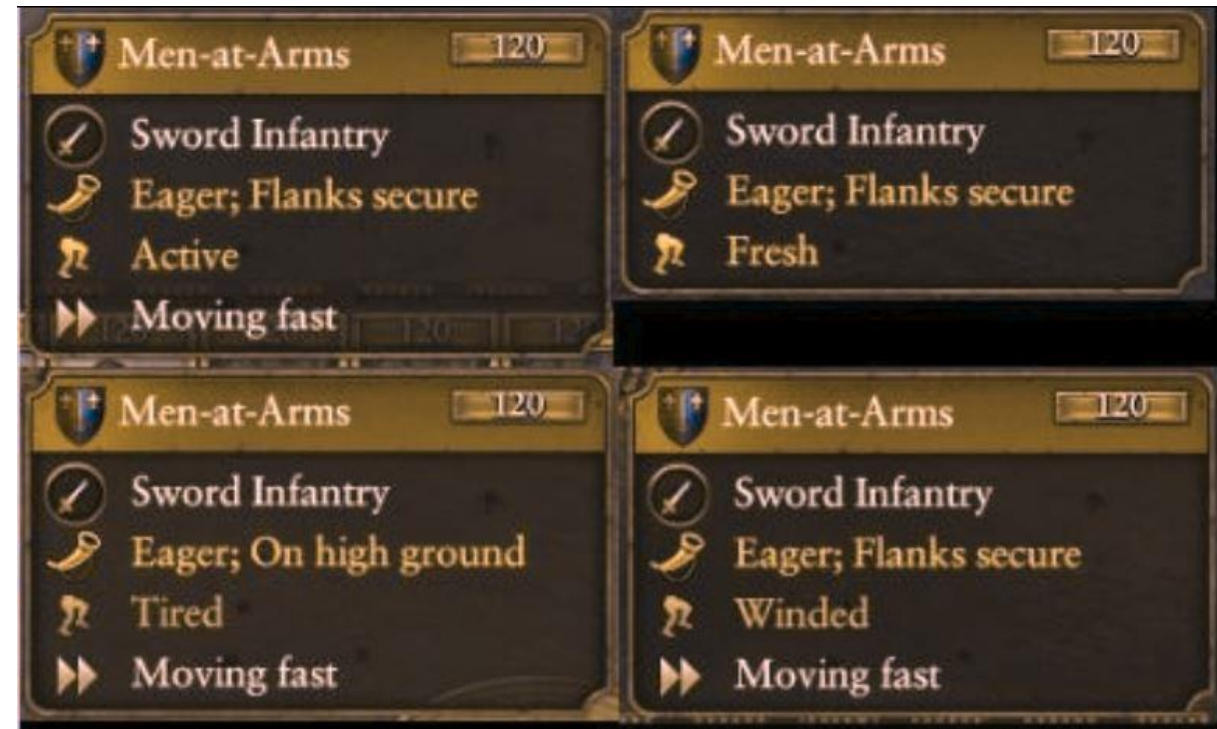 Men-at-Arms 120
Sword Infantry
Eager; Flanks secure
Active
Moving fast
Men-at-Arms 120
Sword Infantry
Eager; Flanks secure
Fresh
Men-at-Arms 120
Sword Infantry
Eager; On high ground
Tired
Moving fast
Men-at-Arms 120
Sword Infantry
Eager; Flanks secure
Winded
Moving fast